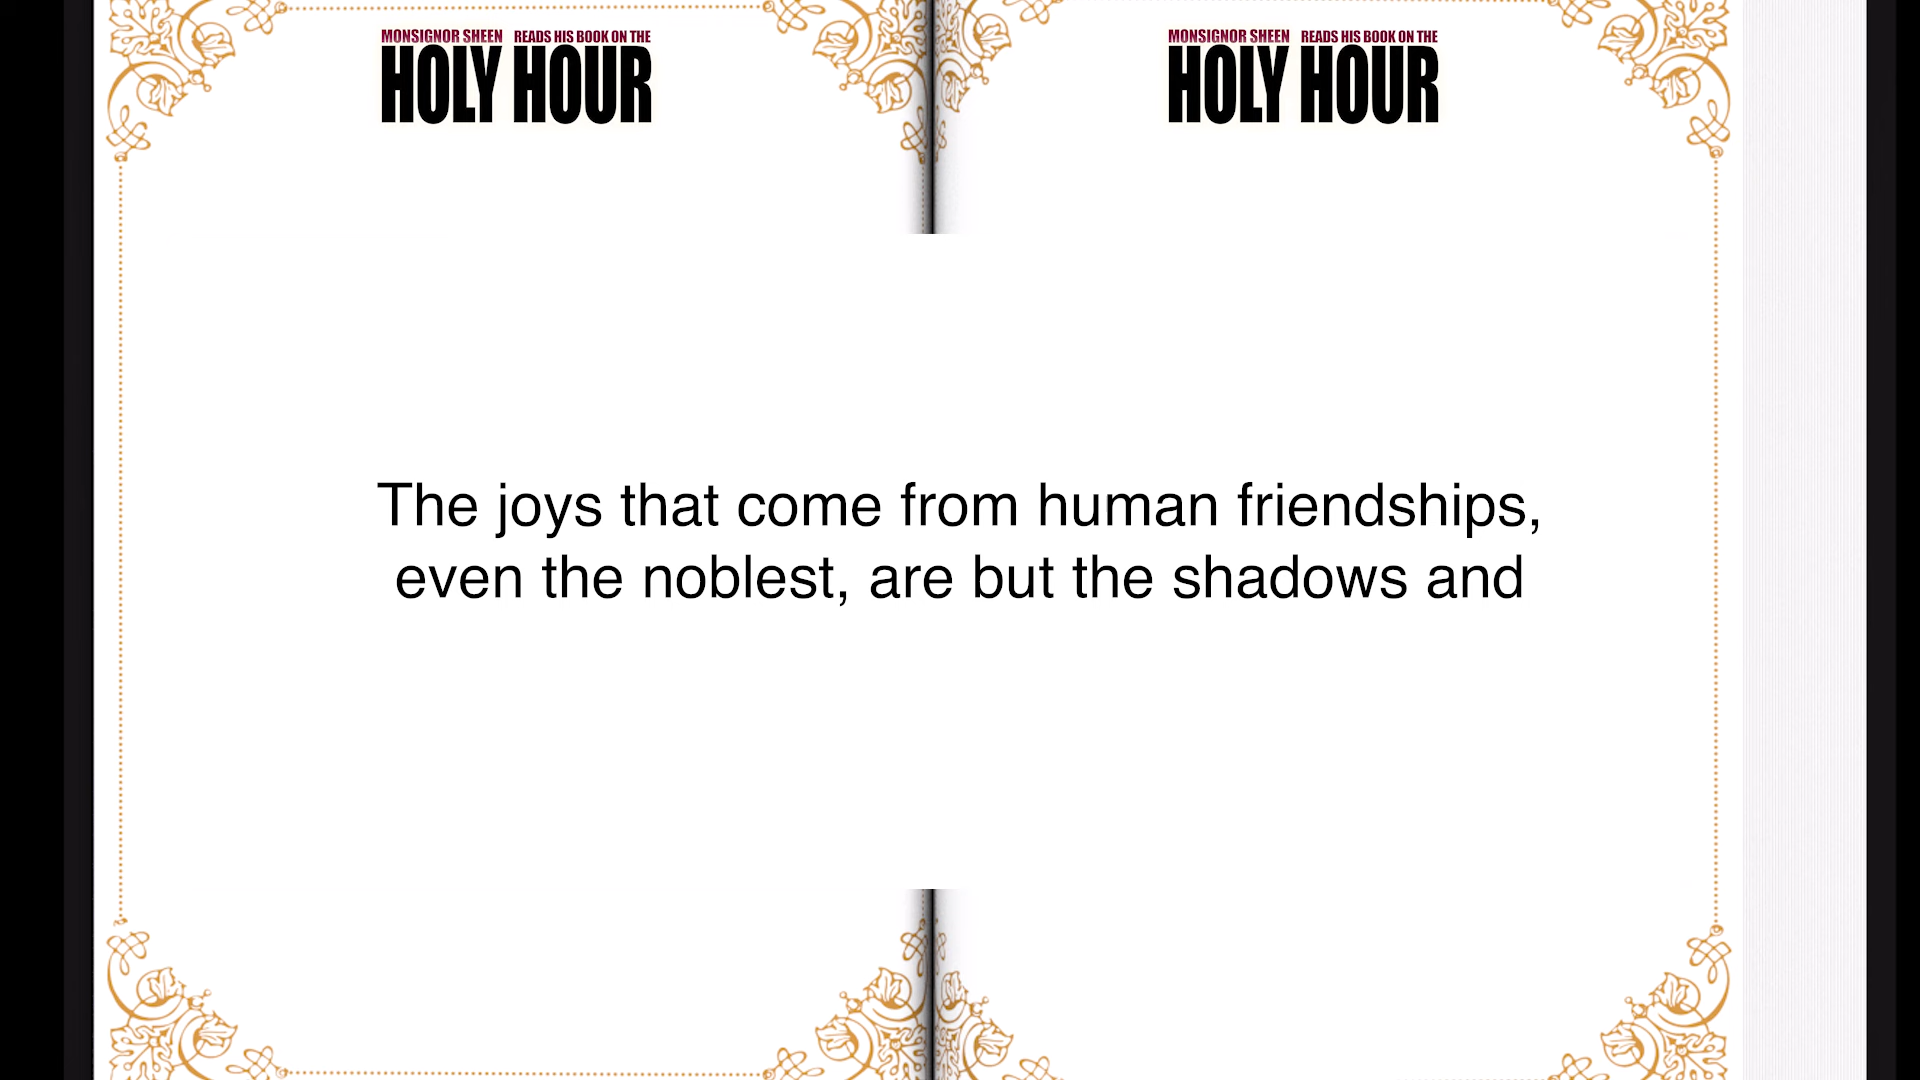 MONSIGNOR SHEEN READS HIS BOOK ON THE
HOLY HOUR
MONSIGNOR SHEEN READS HIS BOOK ON THE
HOLY HOUR
The joys that come from human friendships,
even the noblest, are but the shadows and